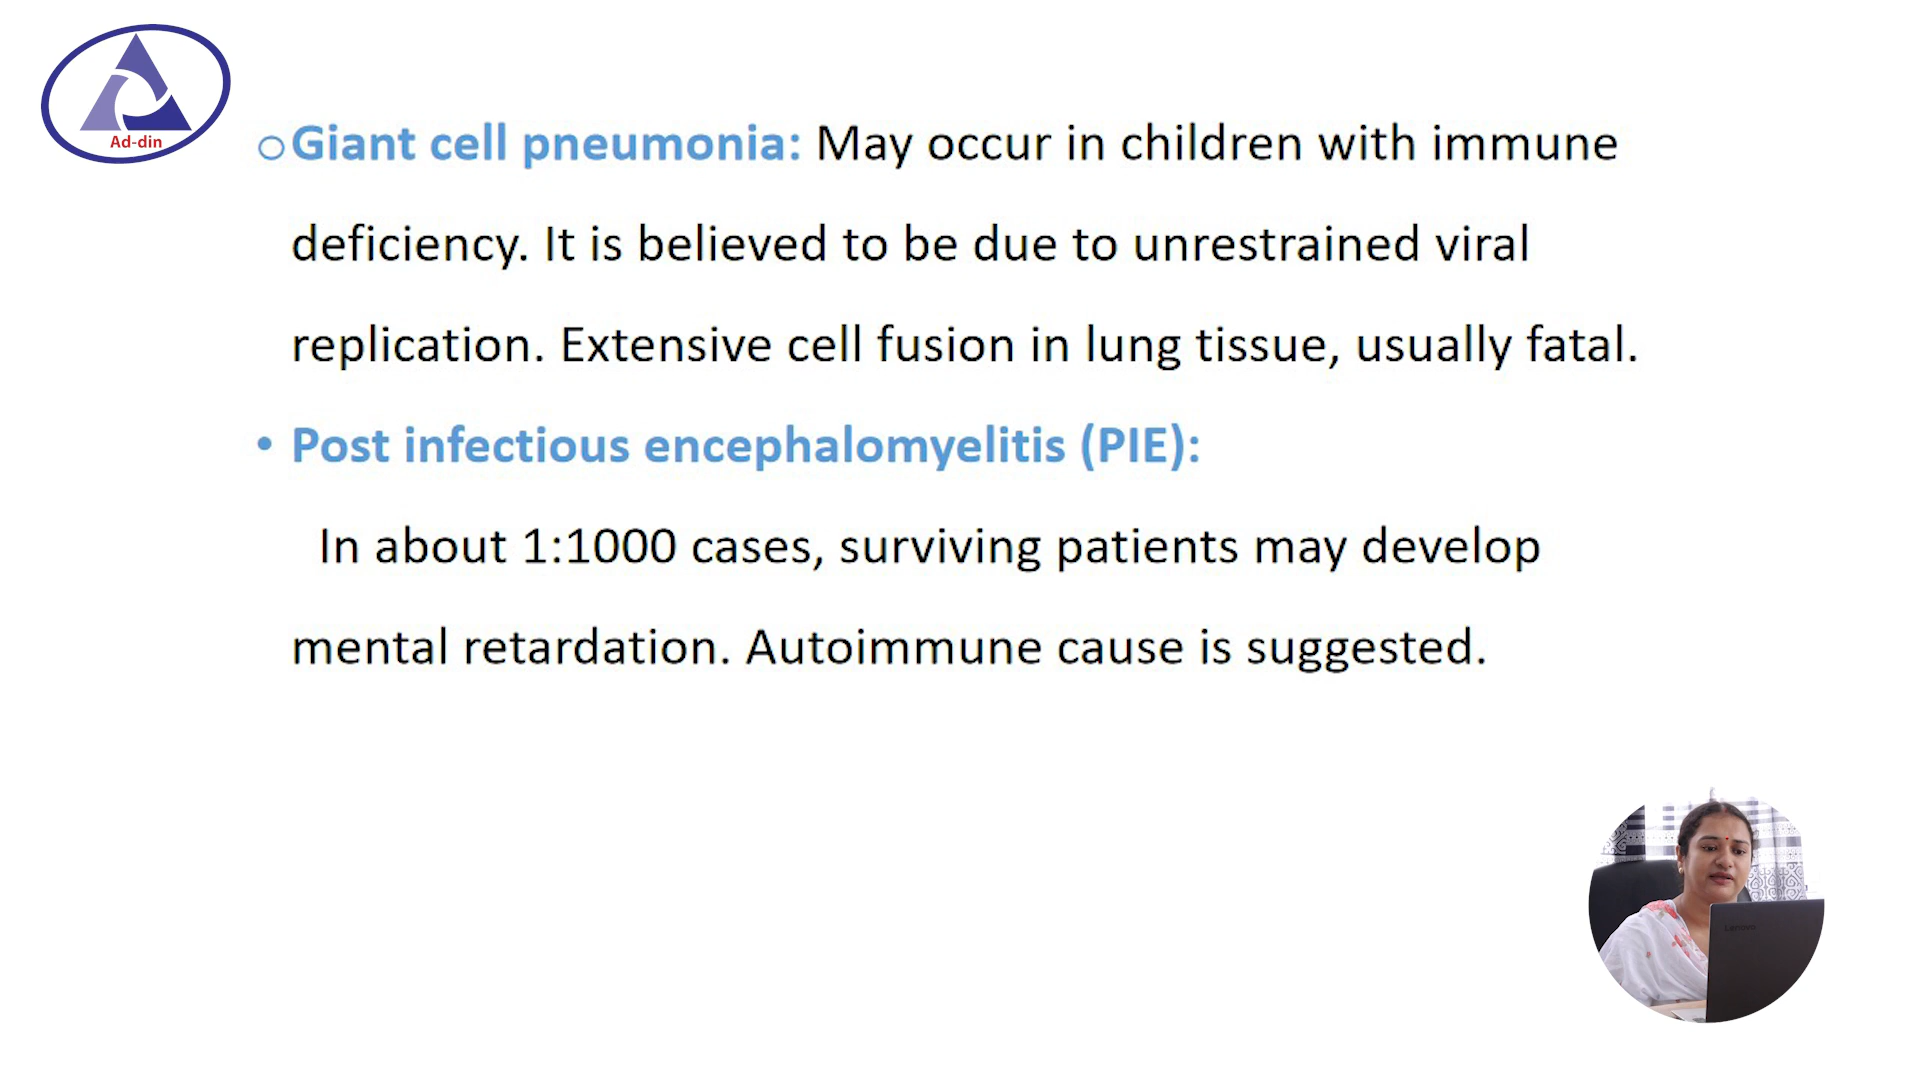 Ad-din
Giant cell pneumonia: May occur in children with immune
deficiency. It is believed to be due to unrestrained viral
replication. Extensive cell fusion in lung tissue, usually fatal.
• Post infectious encephalomyelitis (PIE):
In about 1:1000 cases, surviving patients may develop
mental retardation. Autoimmune cause is suggested.
Lenovo